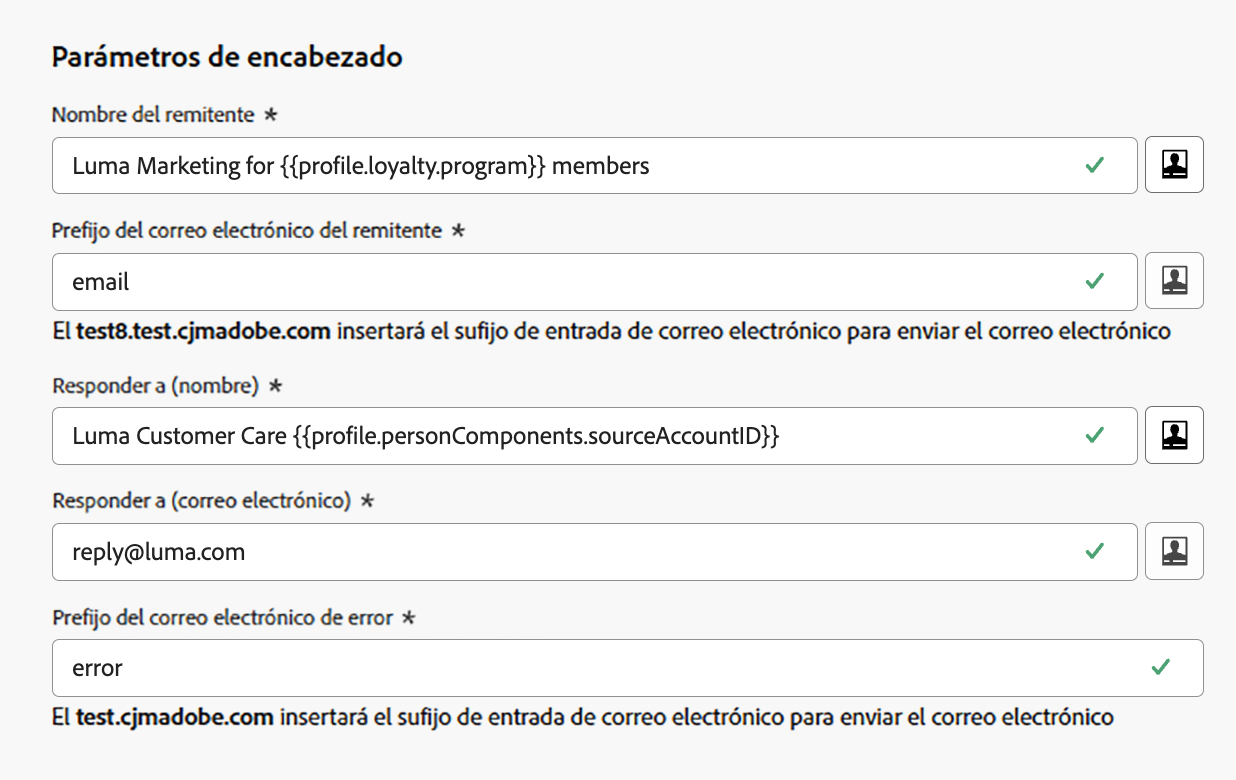 Parámetros de encabezado
Nombre del remitente *
Luma Marketing for {{profile.loyalty.program}} members
Prefijo del correo electrónico del remitente *
email
El test8.test.cjmadobe.com insertará el sufijo de entrada de correo electrónico para enviar el correo electrónico
Responder a (nombre) *
Luma Customer Care {{profile.personComponents.sourceAccountID}}
Responder a (correo electrónico) *
reply@luma.com
Prefijo del correo electrónico de error *
error
El test.cjmadobe.com insertará el sufijo de entrada de correo electrónico para enviar el correo electrónico